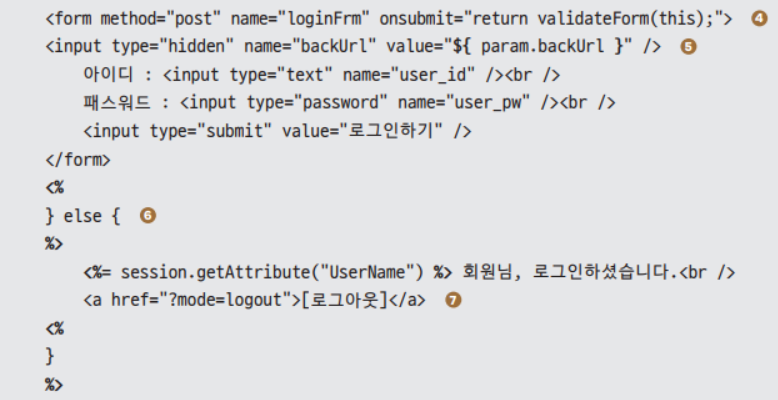 <form method="post" name="loginFrm" onsubmit="return validateForm(this);"> ❹
<input type="hidden" name="backUrl" value="${ param.backUrl }" /> ❺
    아이디 : <input type="text" name="user_id" /><br />
    패스워드 : <input type="password" name="user_pw" /><br />
    <input type="submit" value="로그인하기" />
</form>
<%
} else { ❻
%>
    <%= session.getAttribute("UserName") %> 회원님, 로그인하셨습니다.<br />
    <a href="?mode=logout">[로그아웃]</a> ❼
<%
}
%>